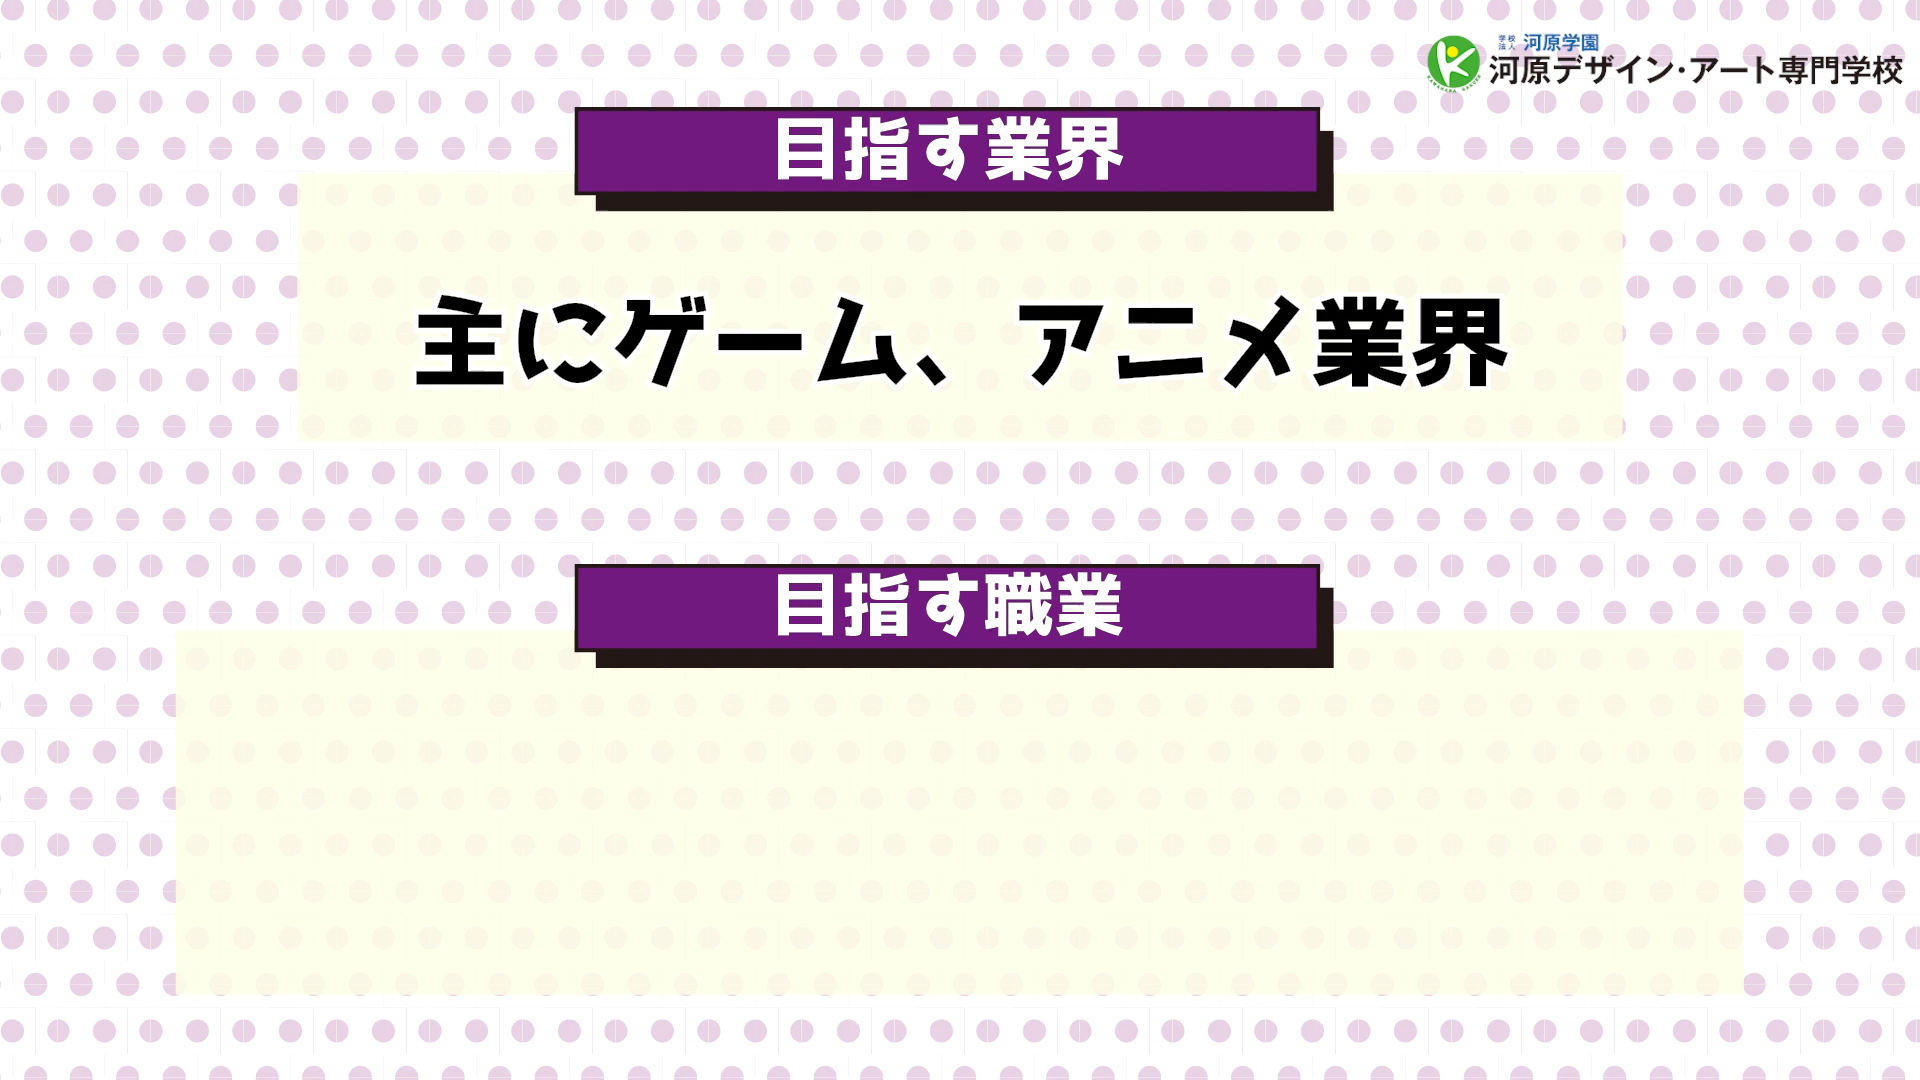 学校法人 河原学園
河原デザイン・アート専門学校
目指す業界
主にゲーム、アニメ業界
目指す職業